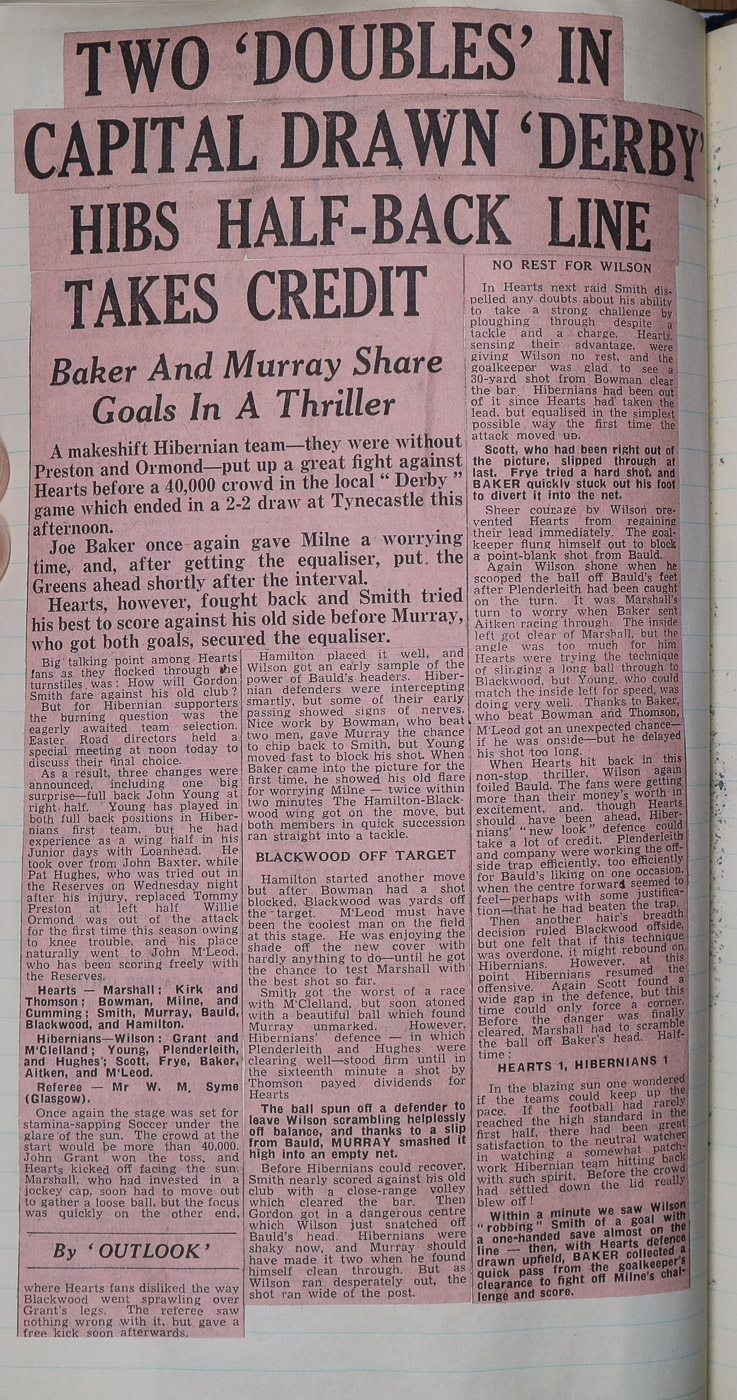 TWO ‘DOUBLES’ IN
CAPITAL DRAWN ‘DERBY’
HIBS HALF-BACK LINE
TAKES CREDIT
Baker And Murray Share
Goals In A Thriller
A makeshift Hibernian team—they were without
Preston and Ormond—put up a great fight against
Hearts before a 40,000 crowd in the local “ Derby ”
game which ended in a 2-2 draw at Tynecastle this
afternoon.
Joe Baker once again gave Milne a worrying
time, and, after getting the equaliser, put the
Greens ahead shortly after the interval.
Hearts, however, fought back and Smith tried
his best to score against his old side before Murray,
who got both goals, secured the equaliser.
Big talking point among Hearts
fans as they flocked through the
turnstiles was: How will Gordon
Smith fare against his old club?
But for Hibernian supporters
the burning question was the
eagerly awaited team selection.
Easter Road directors held a
special meeting at noon today to
discuss their final choice.
As a result, three changes were
announced, including one big
surprise—full back John Young at
right half. Young has played in
both full back positions in Hiber-
nians first team, but he had
experience as a wing half in his
Junior days with Loanhead. He
took over from John Baxter, while
Pat Hughes, who was tried out in
the Reserves on Wednesday night
after his injury, replaced Tommy
Preston at left half Willie
Ormond was out of the attack
for the first time this season owing
to knee trouble, and his place
naturally went to John M'Leod,
who has been scoring freely with
the Reserves.
Hearts — Marshall; Kirk and
Thomson; Bowman, Milne, and
Cumming; Smith, Murray, Bauld,
Blackwood, and Hamilton.
Hibernians—Wilson; Grant and
M'Clelland; Young, Plenderleith,
and Hughes; Scott, Frye, Baker,
Aitken, and M'Leod.
Referee — Mr W. M. Syme
(Glasgow).
Once again the stage was set for
stamina-sapping Soccer under the
glare of the sun. The crowd at the
start would be more than 40,000.
John Grant won the toss, and
Hearts kicked off facing the sun.
Marshall, who had invested in a
jockey cap, soon had to move out
to gather a loose ball, but the focus
was quickly on the other end,
By ‘OUTLOOK’
where Hearts fans disliked the way
Blackwood went sprawling over
Grant's legs. The referee saw
nothing wrong with it, but gave a
free kick soon afterwards.
Hamilton placed it well, and
Wilson got an early sample of the
power of Bauld's headers. Hiber-
nian defenders were intercepting
smartly, but some of their early
passing showed signs of nerves.
Nice work by Bowman, who beat
two men, gave Murray the chance
to chip back to Smith, but Young
moved fast to block his shot. When
Baker came into the picture for the
first time, he showed his old flare
for worrying Milne — twice within
two minutes The Hamilton-Black-
wood wing got on the move, but
both members in quick succession
ran straight into a tackle.
BLACKWOOD OFF TARGET
Hamilton started another move
but after Bowman had a shot
blocked, Blackwood was yards off
the target. M'Leod must have
been the coolest man on the field
at this stage. He was enjoying the
shade off the new cover with
hardly anything to do—until he got
the chance to test Marshall with
the best shot so far.
Smith got the worst of a race
with M'Clelland, but soon atoned
with a beautiful ball which found
Murray unmarked. However,
Hibernians' defence — in which
Plenderleith and Hughes were
clearing well—stood firm until in
the sixteenth minute a shot by
Thomson payed dividends for
Hearts
The ball spun off a defender to
leave Wilson scrambling helplessly
off balance, and thanks to a slip
from Bauld, MURRAY smashed it
high into an empty net.
Before Hibernians could recover,
Smith nearly scored against his old
club with a close-range volley
which cleared the bar. Then
Gordon got in a dangerous centre
which Wilson just snatched off
Bauld's head. Hibernians were
shaky now, and Murray should
have made it two when he found
himself clean through. But as
Wilson ran desperately out, the
shot ran wide of the post.
NO REST FOR WILSON
In Hearts next raid Smith dis-
pelled any doubts about his ability
to take a strong challenge by
ploughing through despite a
tackle and a charge. Hearts,
sensing their advantage, were
giving Wilson no rest, and the
goalkeeper was glad to see a
30-yard shot from Bowman clear
the bar Hibernians had been out
of it since Hearts had taken the
lead, but equalised in the simplest
possible way the first time the
attack moved up.
Scott, who had been right out of
the picture, slipped through at
last. Frye tried a hard shot, and
BAKER quickly stuck out his foot
to divert it into the net.
Sheer courage by Wilson pre-
vented Hearts from regaining
their lead immediately. The goal-
keeper flung himself out to block
a point-blank shot from Bauld.
Again Wilson shone when he
scooped the ball off Bauld's feet
after Plenderleith had been caught
on the turn. It was Marshall's
turn to worry when Baker sent
Aitken racing through. The inside
left got clear of Marshall, but the
angle was too much for him
Hearts were trying the technique
of slinging a long ball through to
Blackwood, but Young, who could
match the inside left for speed, was
doing very well. Thanks to Baker,
who beat Bowman and Thomson,
M'Leod got an unexpected chance—
if he was onside—but he delayed
his shot too long.
When Hearts hit back in this
non-stop thriller, Wilson again
foiled Bauld. The fans were getting
more than their money's worth in
excitement, and, though Hearts
should have been ahead, Hiber-
nians' “new look” defence could
take a lot of credit. Plenderleith
and company were working the off-
side trap efficiently, too efficiently
for Bauld's liking on one occasion,
when the centre forward seemed to
feel—perhaps with some justifica-
tion—that he had beaten the trap.
Then another hair's breadth
decision ruled Blackwood offside,
but one felt that if this technique
was overdone, it might rebound on
Hibernians. However, at this
point Hibernians resumed the
offensive. Again Scott found a
wide gap in the defence, but this
time could only force a corner.
Before the danger was finally
cleared, Marshall had to scramble
the ball off Baker's head. Half-
time:
HEARTS 1, HIBERNIANS 1
In the blazing sun one wondered
if the teams could keep up the
pace. If the football had rarely
reached the high standard in the
first half, there had been great
satisfaction to the neutral watcher
in watching a somewhat patch-
work Hibernian team hitting back
with such spirit. Before the crowd
had settled down the lid really
blew off!
Within a minute we saw Wilson
“robbing” Smith of a goal with
a one-handed save almost on the
line — then, with Hearts defence
drawn upfield, BAKER collected a
quick pass from the goalkeeper's
clearance to fight off Milne's chal-
lenge and score.